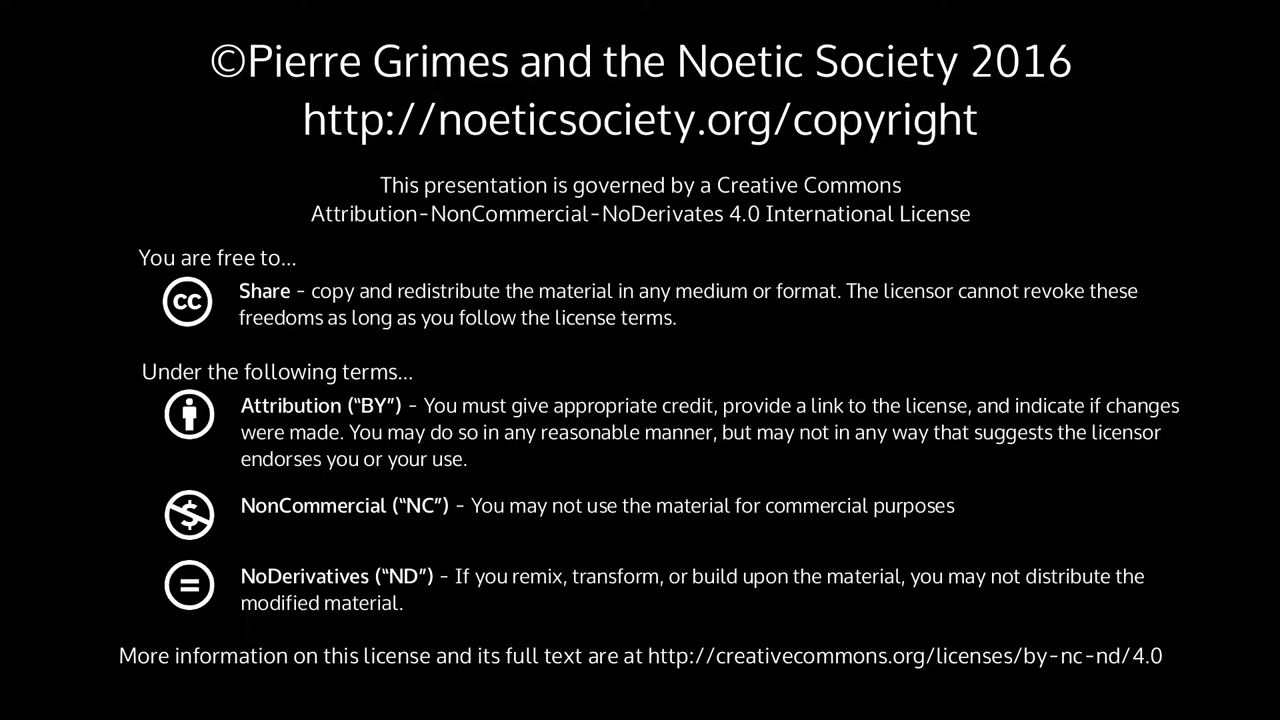 ©Pierre Grimes and the Noetic Society 2016
http://noeticsociety.org/copyright
This presentation is governed by a Creative Commons
Attribution-NonCommercial-NoDerivates 4.0 International License
You are free to...
cc
Share - copy and redistribute the material in any medium or format. The licensor cannot revoke these
freedoms as long as you follow the license terms.
Under the following terms...
Attribution (“BY”) - You must give appropriate credit, provide a link to the license, and indicate if changes
were made. You may do so in any reasonable manner, but may not in any way that suggests the licensor
endorses you or your use.
$
NonCommercial (“NC”) - You may not use the material for commercial purposes
=
NoDerivatives (“ND”) - If you remix, transform, or build upon the material, you may not distribute the
modified material.
More information on this license and its full text are at http://creativecommons.org/licenses/by-nc-nd/4.0